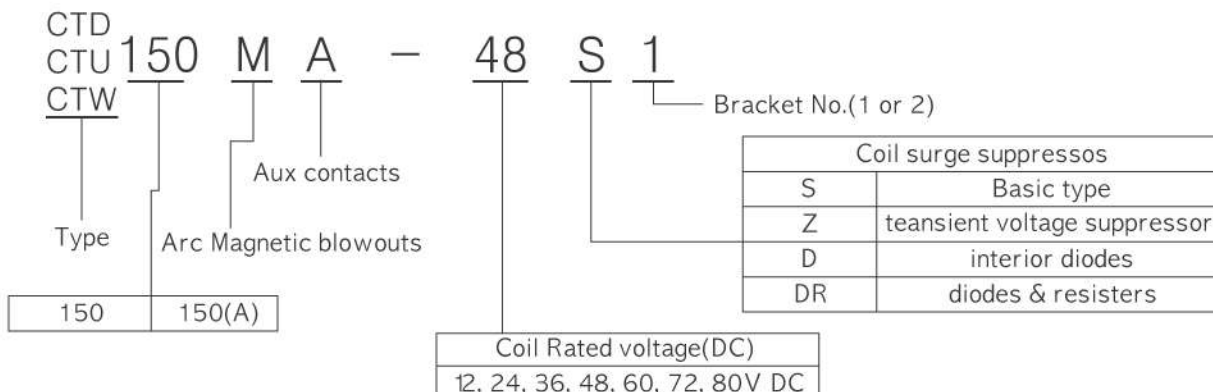 CTD
CTU 150 M A - 48 S 1
CTW
Bracket No.(1 or 2)
Coil surge suppressos
S Basic type
Z teansient voltage suppressor
D interior diodes
DR diodes & resisters
Aux contacts
Type Arc Magnetic blowouts
150 150(A)
Coil Rated voltage(DC)
12, 24, 36, 48, 60, 72, 80V DC